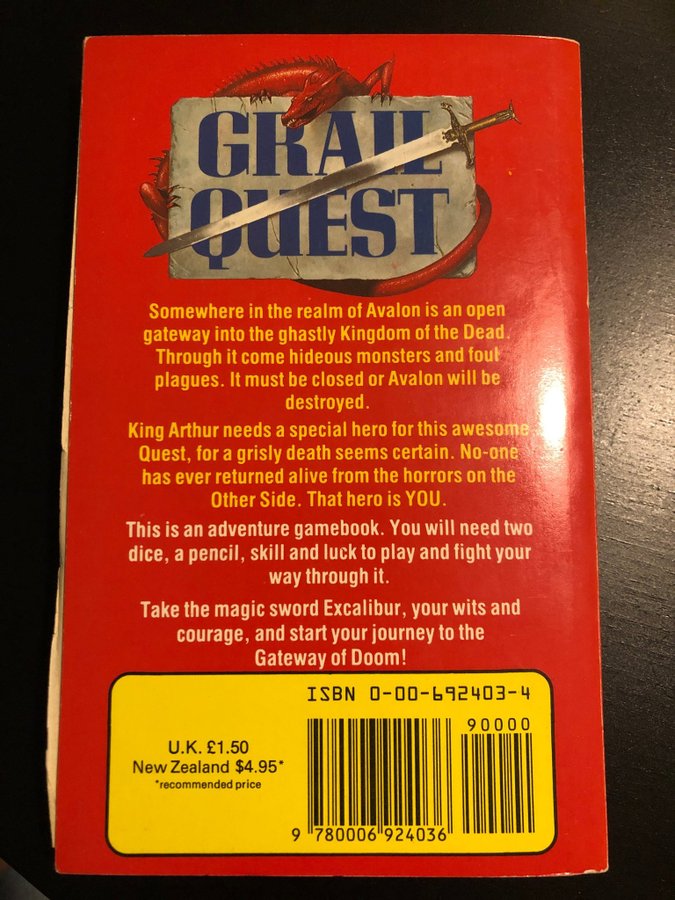 GRAIL
QUEST
Somewhere in the realm of Avalon is an open
gateway into the ghastly Kingdom of the Dead.
Through it come hideous monsters and foul
plagues. It must be closed or Avalon will be
destroyed.
King Arthur needs a special hero for this awesome
Quest, for a grisly death seems certain. No-one
has ever returned alive from the horrors on the
Other Side. That hero is YOU.
This is an adventure gamebook. You will need two
dice, a pencil, skill and luck to play and fight your
way through it.
Take the magic sword Excalibur, your wits and
courage, and start your journey to the
Gateway of Doom!
ISBN 0-00-692403-4
90000
U.K. £1.50
New Zealand $4.95*
*recommended price
9 780006 924036